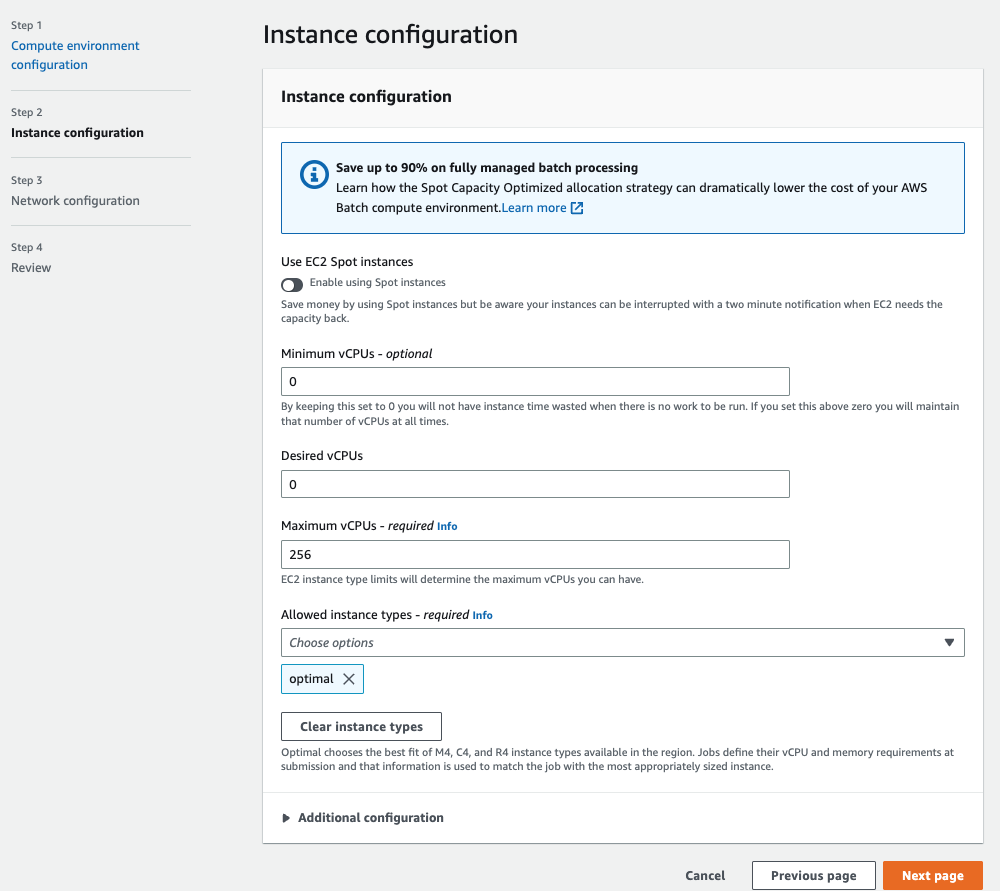 Step 1
Compute environment
configuration
Step 2
Instance configuration
Step 3
Network configuration
Step 4
Review
Instance configuration
Instance configuration
Save up to 90% on fully managed batch processing
Learn how the Spot Capacity Optimized allocation strategy can dramatically lower the cost of your AWS
Batch compute environment.Learn more
Use EC2 Spot instances
Enable using Spot instances
Save money by using Spot instances but be aware your instances can be interrupted with a two minute notification when EC2 needs the
capacity back.
Minimum vCPUs - optional
0
By keeping this set to 0 you will not have instance time wasted when there is no work to be run. If you set this above zero you will maintain
that number of vCPUs at all times.
Desired vCPUs
0
Maximum vCPUs - required Info
256
EC2 instance type limits will determine the maximum vCPUs you can have.
Allowed instance types - required Info
Choose options
optimal
Clear instance types
Optimal chooses the best fit of M4, C4, and R4 instance types available in the region. Jobs define their vCPU and memory requirements at
submission and that information is used to match the job with the most appropriately sized instance.
Additional configuration
Cancel
Previous page
Next page